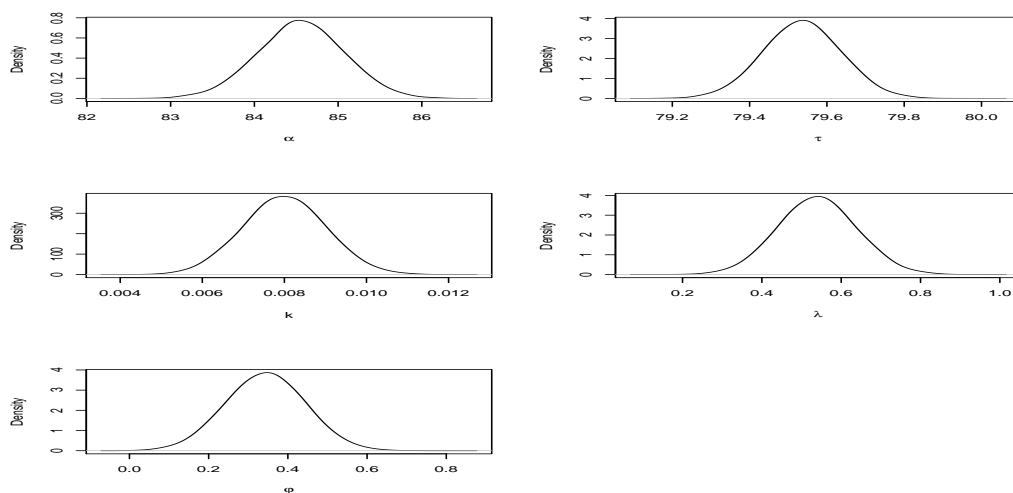 Density
0.0 0.2 0.4 0.6 0.8
82 83 84 85 86
α
Density
0 1 2 3 4
79.2 79.4 79.6 79.8 80.0
τ
Density
0 100 300
0.004 0.006 0.008 0.010 0.012
k
Density
0 1 2 3 4
0.2 0.4 0.6 0.8 1.0
λ
Density
0 1 2 3 4
0.0 0.2 0.4 0.6 0.8
φ